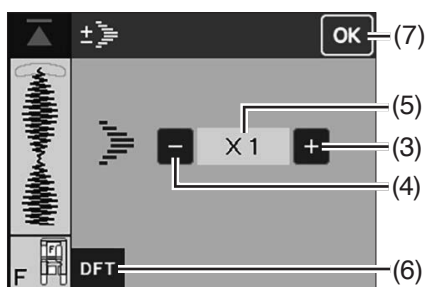 ± OK (7)
(5)
− X 1 + (3)
(4)
F
F DFT (6)